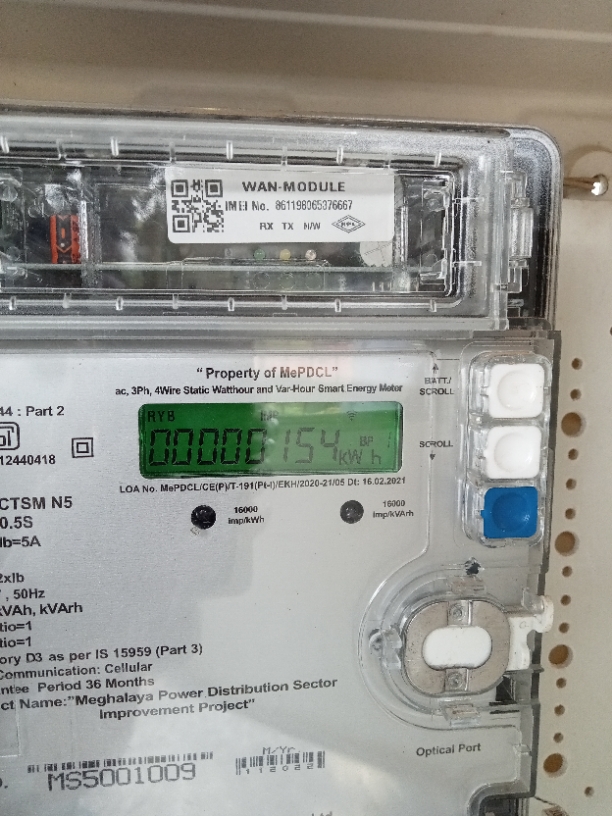 WAN-MODULE
IMEI No. 861198065376667
RX TX N/W
"Property of MePDCL"
ac, 3Ph, 4Wire Static Watthour and Var-Hour Smart Energy Meter
BATT./
SCROLL
44 : Part 2
12440418
RYB
00000154 kWh
SCROLL
LOA No. MePDCL/CE(P)/T-191(Pt-I)/EKH/2020-21/05 Dt: 16.02.2021
CTSM N5
0.5S
Ib=5A
16000
imp/kWh
16000
imp/kVArh
2xIb
, 50Hz
kVAh, kVArh
tio=1
tio=1
ory D3 as per IS 15959 (Part 3)
Communication: Cellular
ntee Period 36 Months
ct Name:"Meghalaya Power Distribution Sector
Improvement Project"
Optical Port
M/Yr.
MS5001009
112022